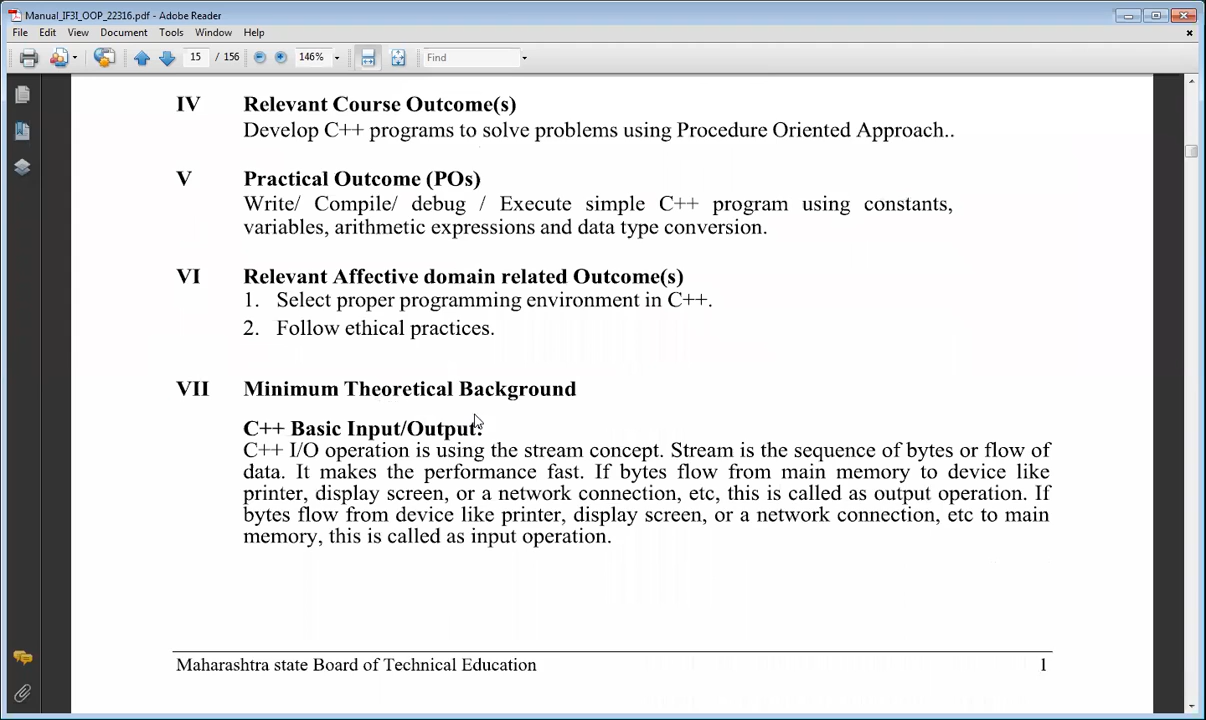 Manual_IF3I_OOP_22316.pdf - Adobe Reader
File Edit View Document Tools Window Help
15 / 156 146% Find
IV Relevant Course Outcome(s)
Develop C++ programs to solve problems using Procedure Oriented Approach..
V Practical Outcome (POs)
Write/ Compile/ debug / Execute simple C++ program using constants,
variables, arithmetic expressions and data type conversion.
VI Relevant Affective domain related Outcome(s)
1. Select proper programming environment in C++.
2. Follow ethical practices.
VII Minimum Theoretical Background
C++ Basic Input/Output:
C++ I/O operation is using the stream concept. Stream is the sequence of bytes or flow of
data. It makes the performance fast. If bytes flow from main memory to device like
printer, display screen, or a network connection, etc, this is called as output operation. If
bytes flow from device like printer, display screen, or a network connection, etc to main
memory, this is called as input operation.
Maharashtra state Board of Technical Education 1